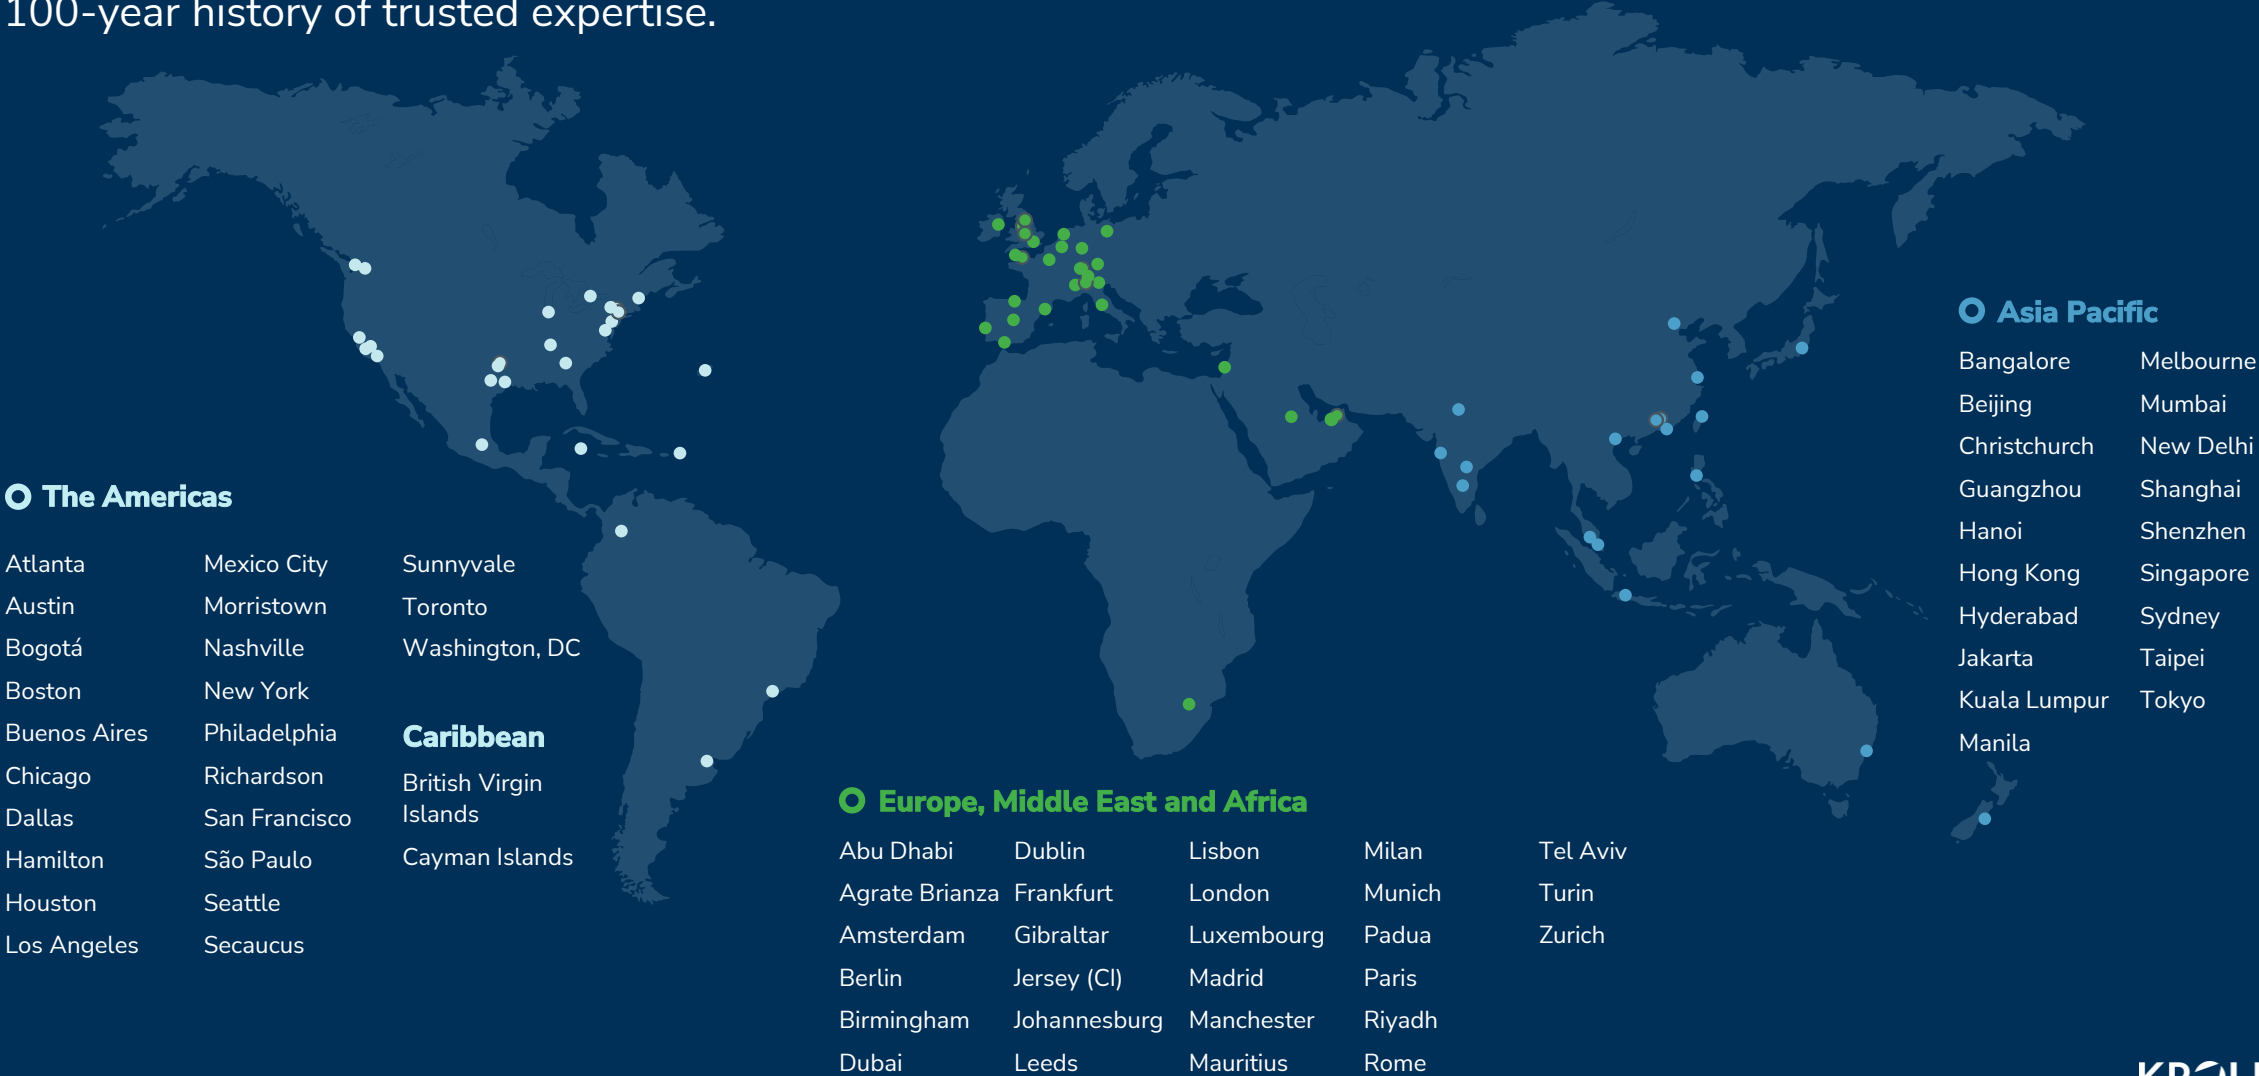 100-year history of trusted expertise.
The Americas
Atlanta
Austin
Bogotá
Boston
Buenos Aires
Chicago
Dallas
Hamilton
Houston
Los Angeles
Mexico City
Morristown
Nashville
New York
Philadelphia
Richardson
San Francisco
São Paulo
Seattle
Secaucus
Sunnyvale
Toronto
Washington, DC
Caribbean
British Virgin
Islands
Cayman Islands
Europe, Middle East and Africa
Abu Dhabi
Agrate Brianza
Amsterdam
Berlin
Birmingham
Dubai
Dublin
Frankfurt
Gibraltar
Jersey (CI)
Johannesburg
Leeds
Lisbon
London
Luxembourg
Madrid
Manchester
Mauritius
Milan
Munich
Padua
Paris
Riyadh
Rome
Tel Aviv
Turin
Zurich
Asia Pacific
Bangalore
Beijing
Christchurch
Guangzhou
Hanoi
Hong Kong
Hyderabad
Jakarta
Kuala Lumpur
Manila
Melbourne
Mumbai
New Delhi
Shanghai
Shenzhen
Singapore
Sydney
Taipei
Tokyo